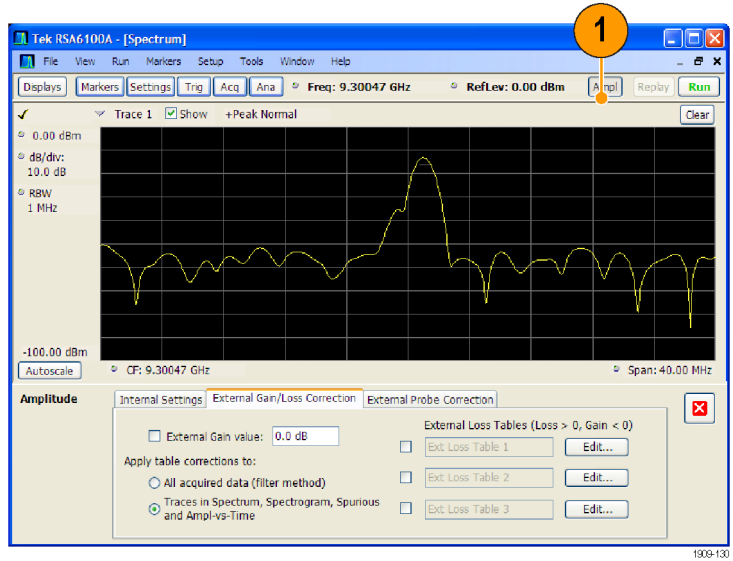 1
Tek RSA6100A - [Spectrum]
File View Run Markers Setup Tools Window Help
Displays Markers Settings Trig Acq Ana Freq: 9.30047 GHz RefLev: 0.00 dBm Ampl Replay Run
Trace 1 Show +Peak Normal Clear
0.00 dBm
dB/div:
10.0 dB
RBW
1 MHz
-100.00 dBm
Autoscale CF: 9.30047 GHz Span: 40.00 MHz
Amplitude Internal Settings External Gain/Loss Correction External Probe Correction
External Loss Tables (Loss > 0, Gain < 0)
External Gain value: 0.0 dB Ext Loss Table 1 Edit...
Apply table corrections to:
All acquired data (filter method) Ext Loss Table 2 Edit...
Traces in Spectrum, Spectrogram, Spurious
and Ampl-vs-Time Ext Loss Table 3 Edit...
1909-130